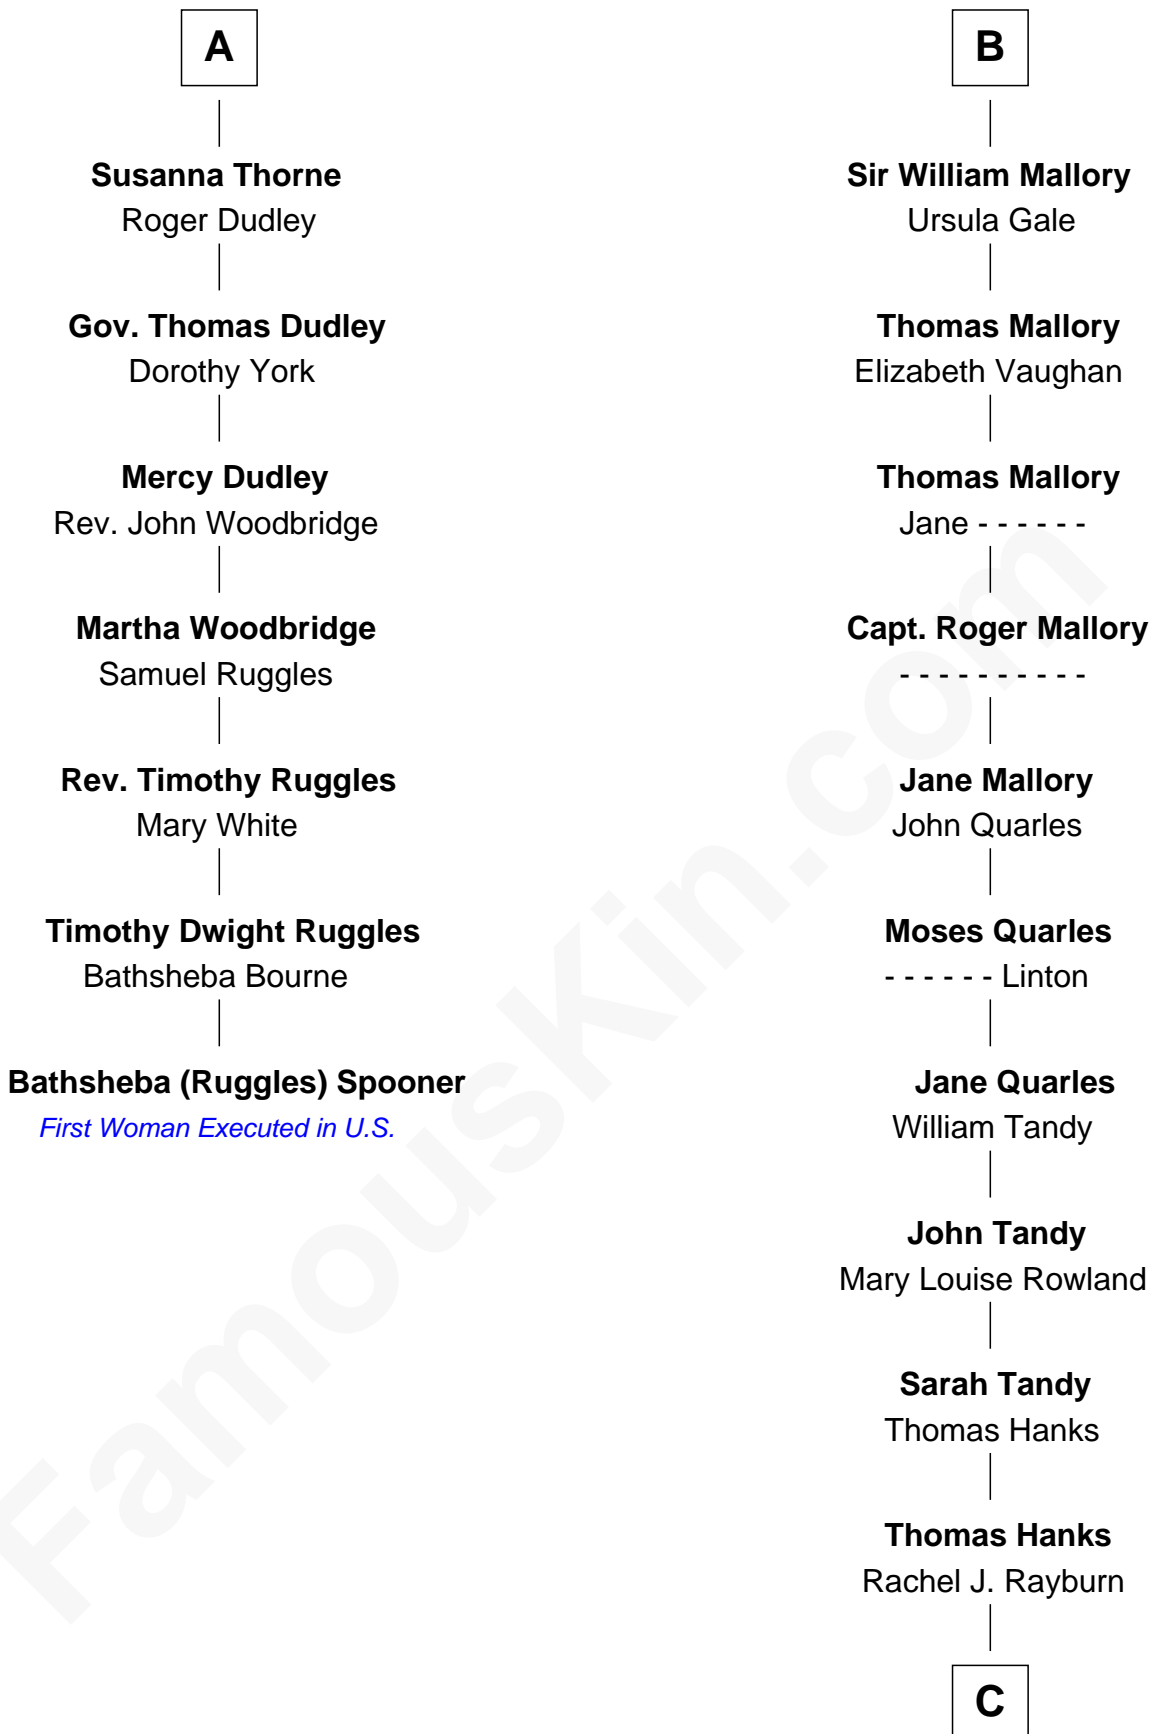 A
Susanna Thorne
Roger Dudley
Gov. Thomas Dudley
Dorothy York
Mercy Dudley
Rev. John Woodbridge
Martha Woodbridge
Samuel Ruggles
Rev. Timothy Ruggles
Mary White
Timothy Dwight Ruggles
Bathsheba Bourne
Bathsheba (Ruggles) Spooner
First Woman Executed in U.S.
B
Sir William Mallory
Ursula Gale
Thomas Mallory
Elizabeth Vaughan
Thomas Mallory
Jane - - - - - -
Capt. Roger Mallory
- - - - - - - - - -
Jane Mallory
John Quarles
Moses Quarles
- - - - - - Linton
Jane Quarles
William Tandy
John Tandy
Mary Louise Rowland
Sarah Tandy
Thomas Hanks
Thomas Hanks
Rachel J. Rayburn
C
FamousKin.com